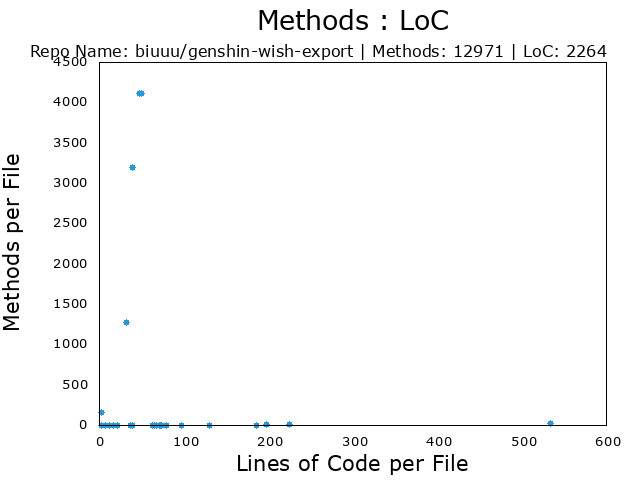 Methods : LoC
Repo Name: biuuu/genshin-wish-export | Methods: 12971 | LoC: 2264
4500
4000
3500
3000
2500
2000
1500
1000
500
0
Methods per File
0 100 200 300 400 500 600
Lines of Code per File